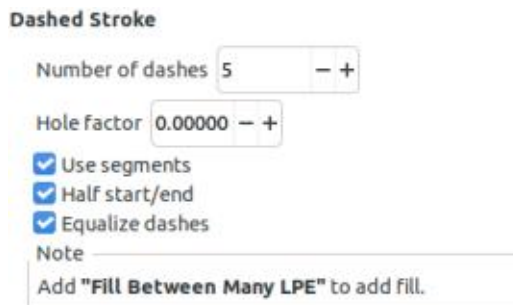 Dashed Stroke
Number of dashes 5 − +
Hole factor 0.00000 − +
Use segments
Half start/end
Equalize dashes
Note
Add "Fill Between Many LPE" to add fill.